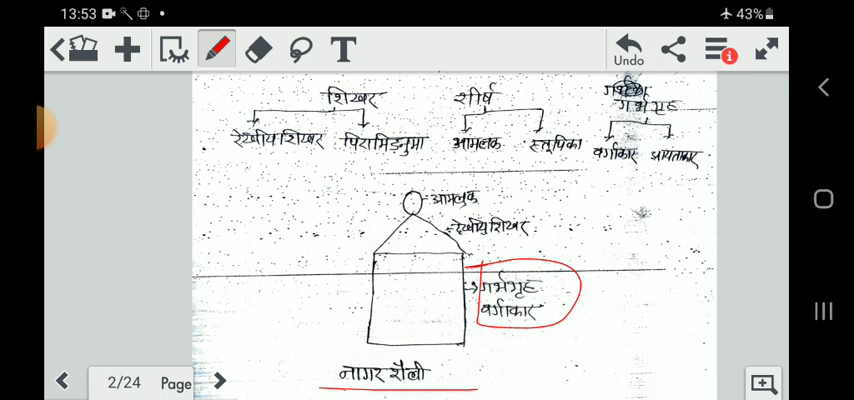 13:53
43%
T
Undo
शिखर
शीर्ष
गर्भगृह
रेखीय शिखर
पिरामिडनुमा
आमलक
स्तूपिका
वर्गाकार
आयताकार
आमलक
रेखीय शिखर
गर्भगृह
वर्गाकार
नागर शैली
2/24 Page